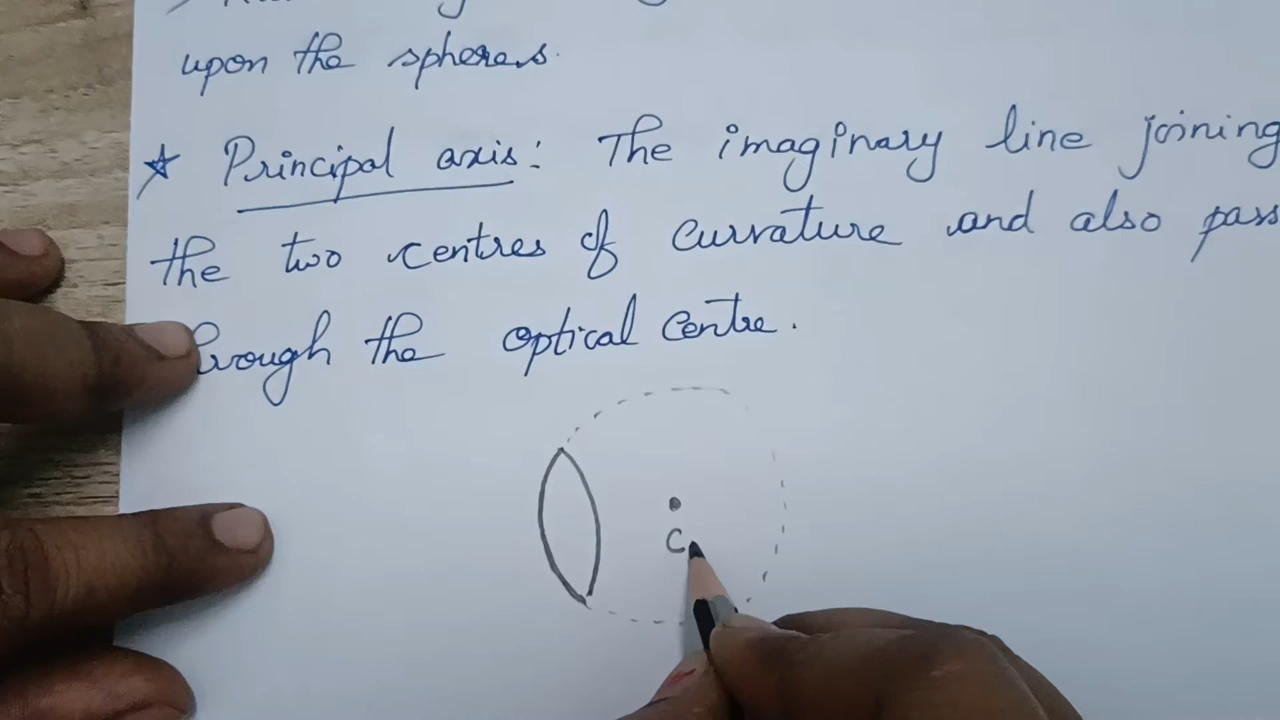 upon the spheres.
Principal axis: The imaginary line joining
the two centres of curvature and also pass
through the optical centre.
C